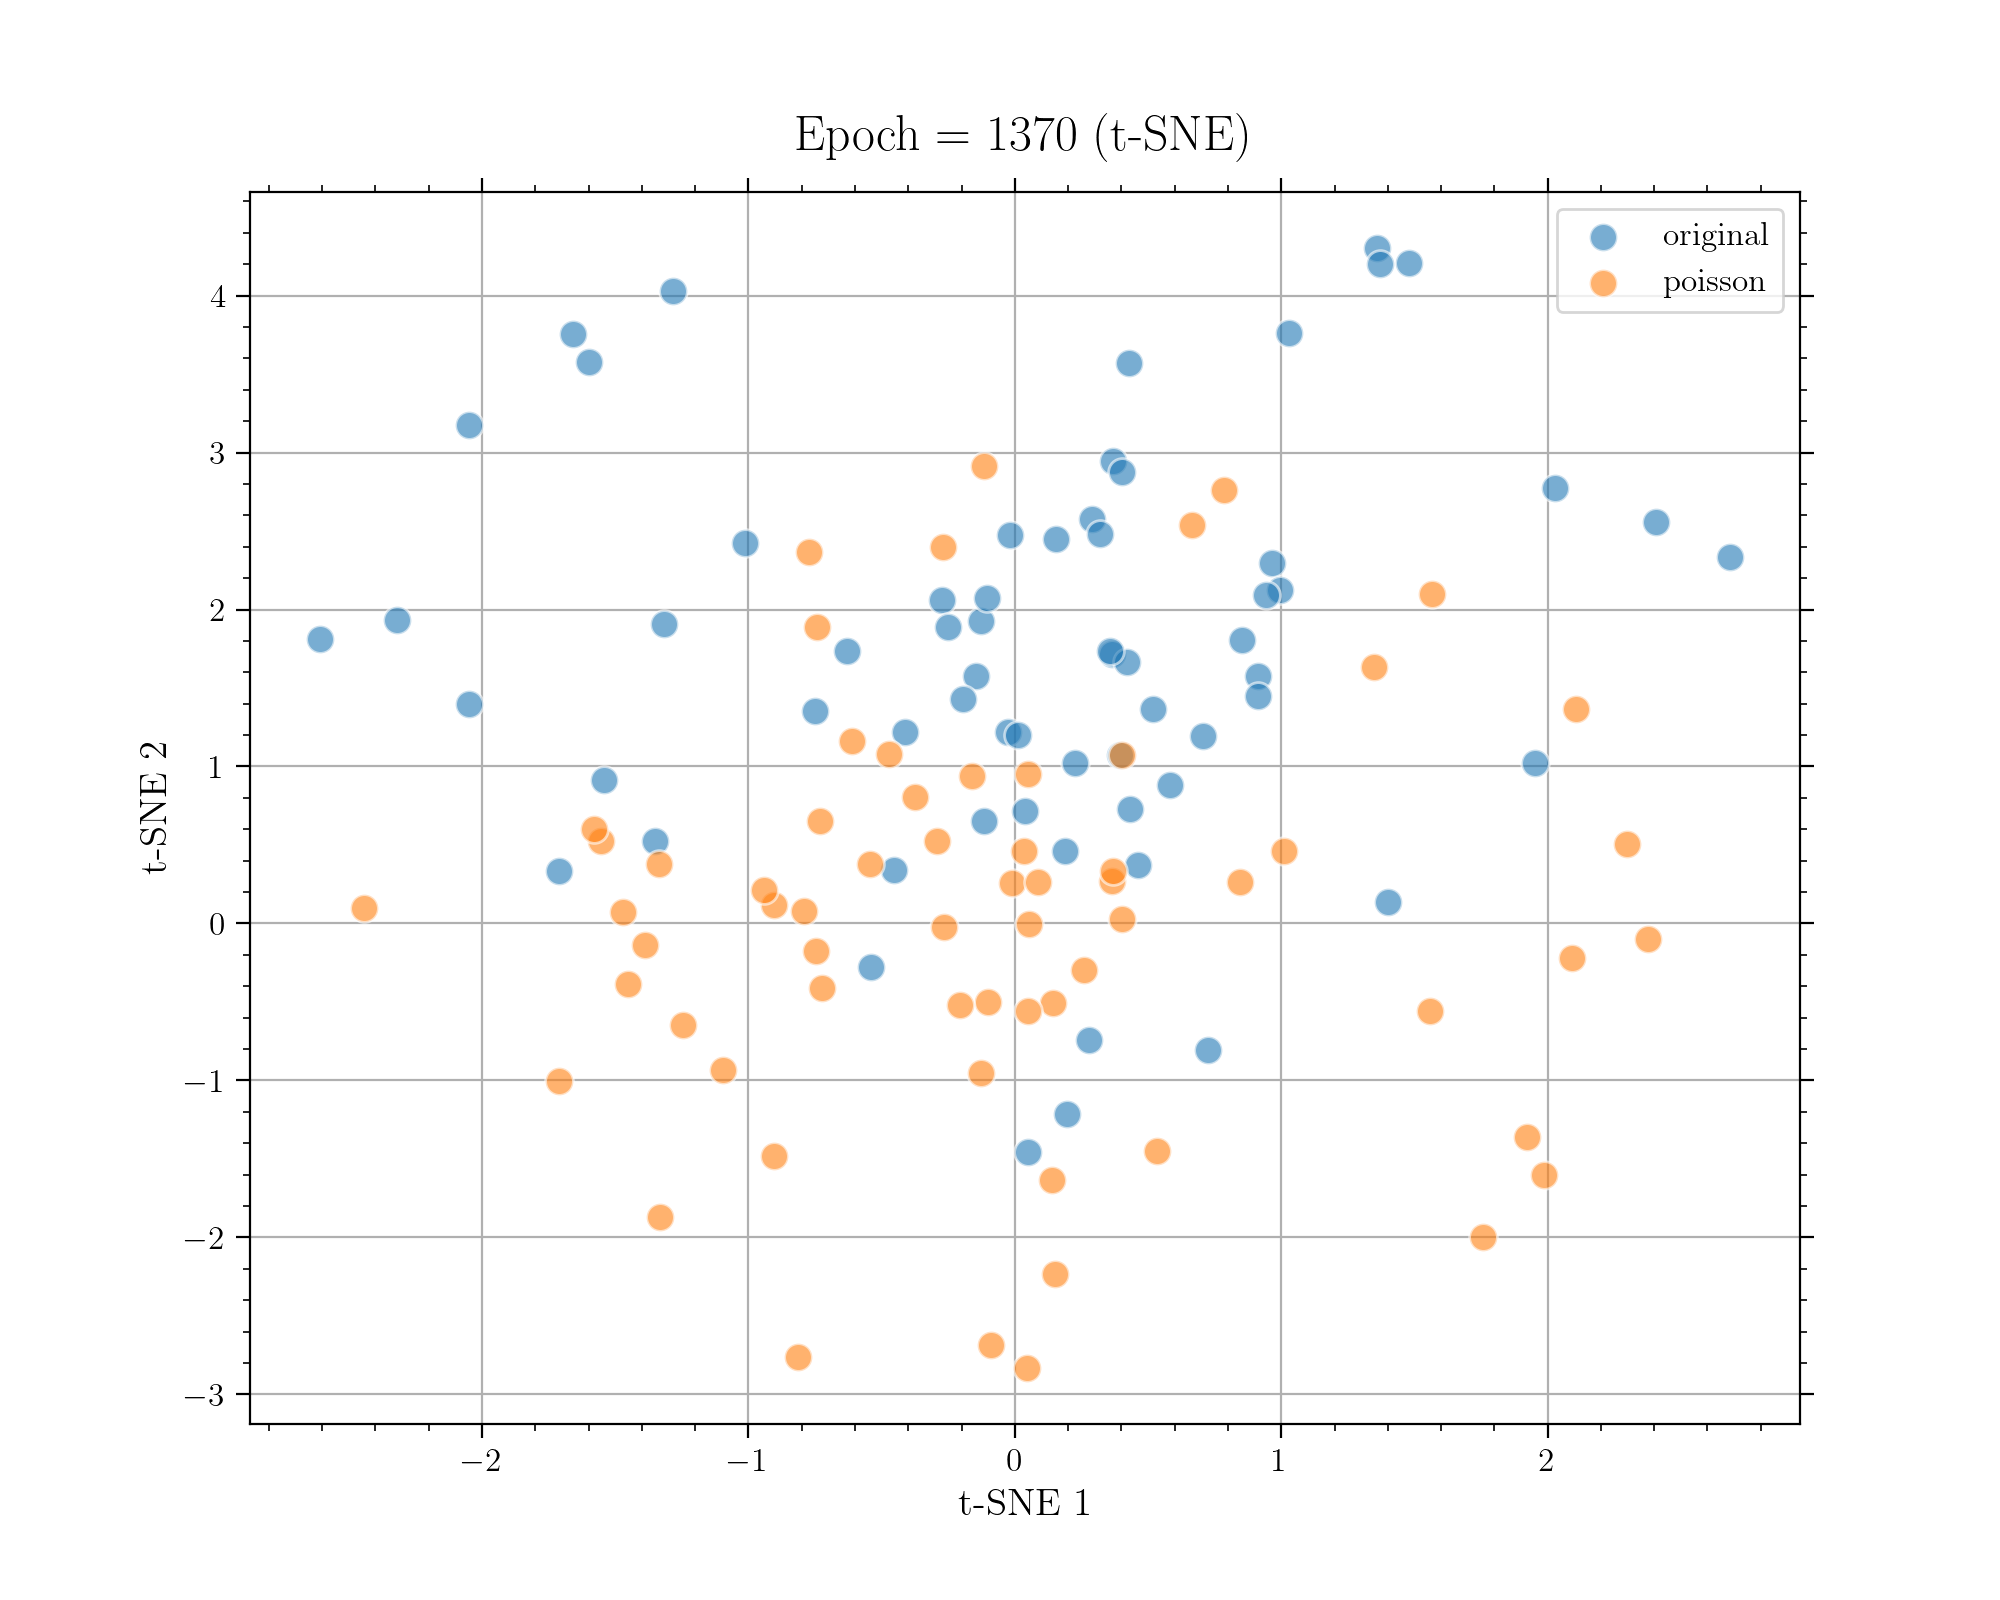 Epoch = 1370 (t-SNE)
original
poisson
4
3
2
1
0
−1
−2
−3
t-SNE 2
−2
−1
0
1
2
t-SNE 1